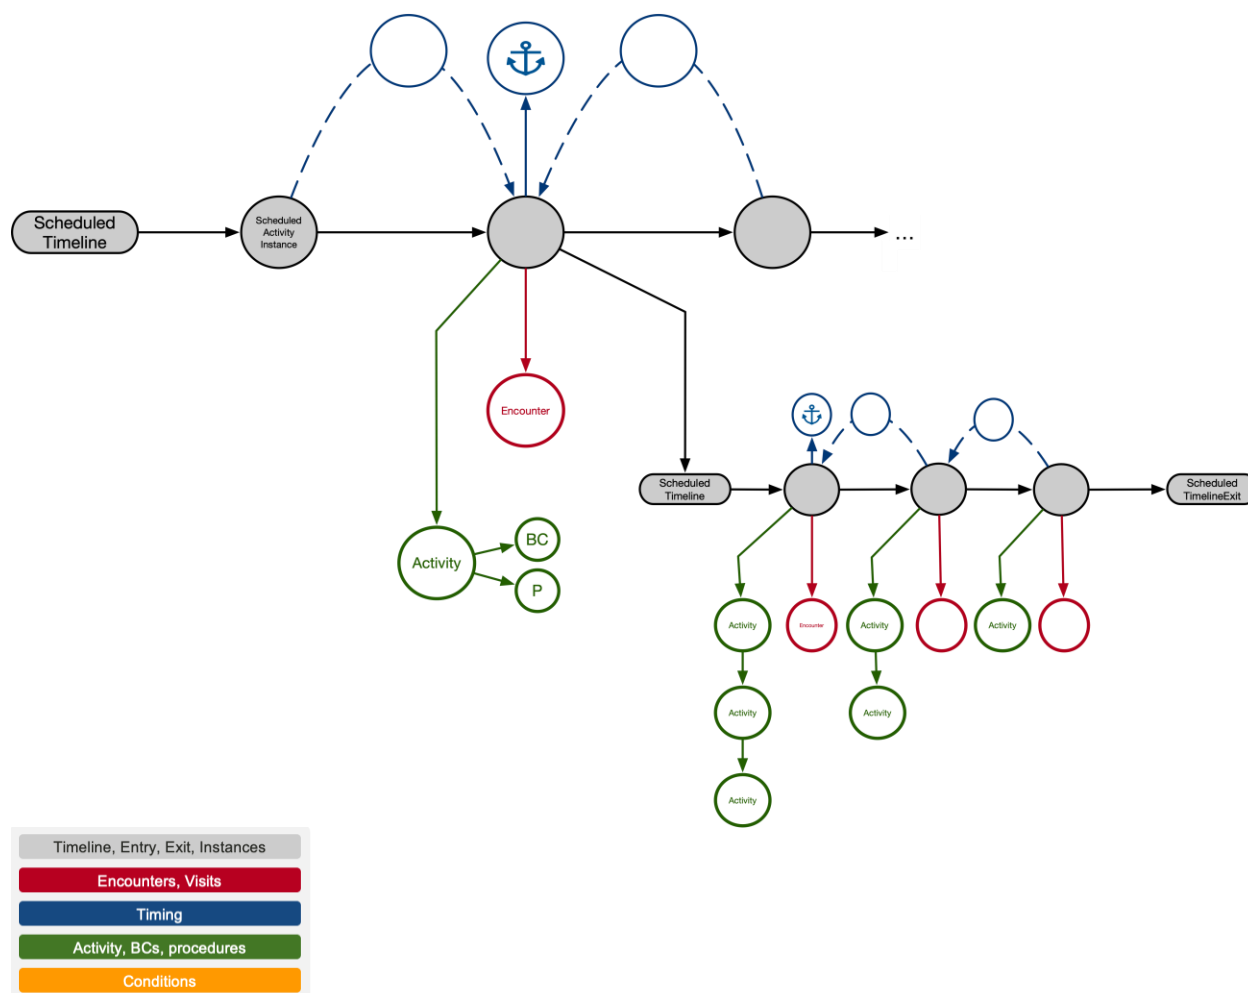 Scheduled
Timeline
Scheduled
Activity
Instance
...
Encounter
Activity
BC
P
Scheduled
Timeline
Scheduled
TimelineExit
Activity
Encounter
Activity
Activity
Activity
Activity
Activity
Timeline, Entry, Exit, Instances
Encounters, Visits
Timing
Activity, BCs, procedures
Conditions